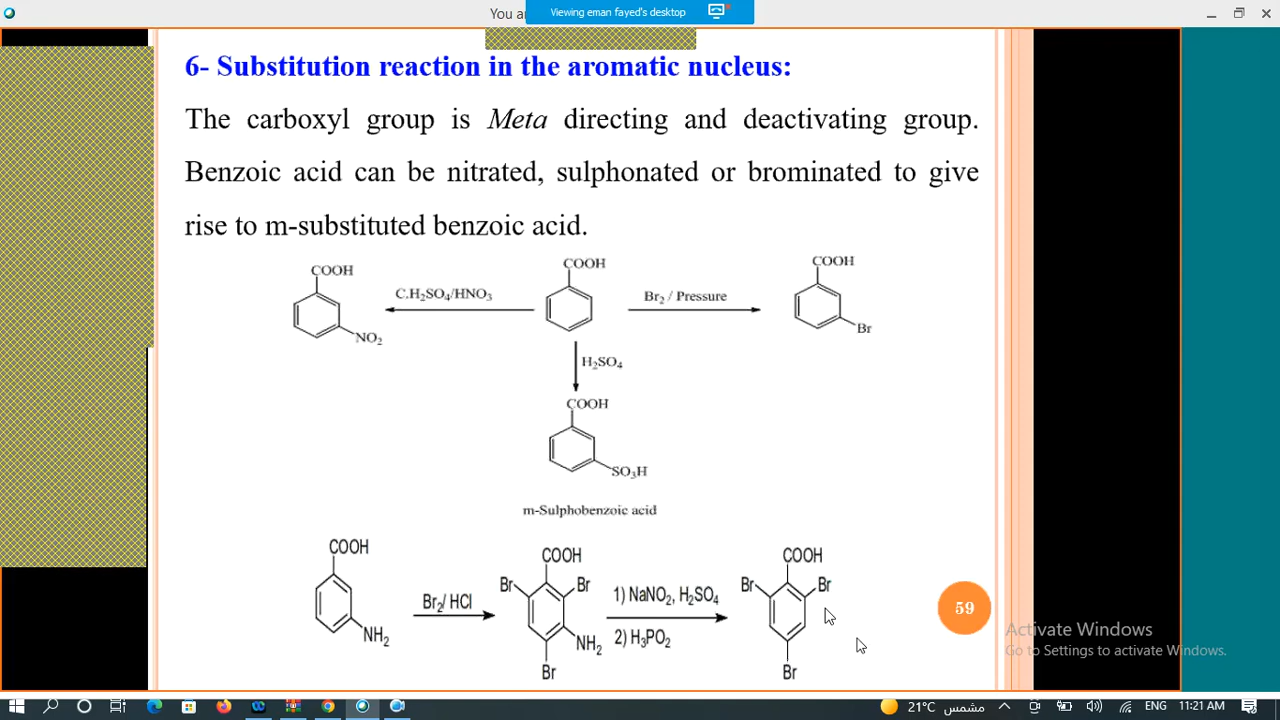 You ar
Viewing eman fayed's desktop
6- Substitution reaction in the aromatic nucleus:
The carboxyl group is Meta directing and deactivating group.
Benzoic acid can be nitrated, sulphonated or brominated to give
rise to m-substituted benzoic acid.
COOH
NO₂
C.H₂SO₄/HNO₃
COOH
Br₂ / Pressure
COOH
Br
H₂SO₄
COOH
SO₃H
m-Sulphobenzoic acid
COOH
NH₂
Br₂/ HCl
COOH
Br Br
NH₂
Br
1) NaNO₂, H₂SO₄
2) H₃PO₂
COOH
Br Br
Br
59
Activate Windows
Go to Settings to activate Windows.
21°C مشمس ENG 11:21 AM